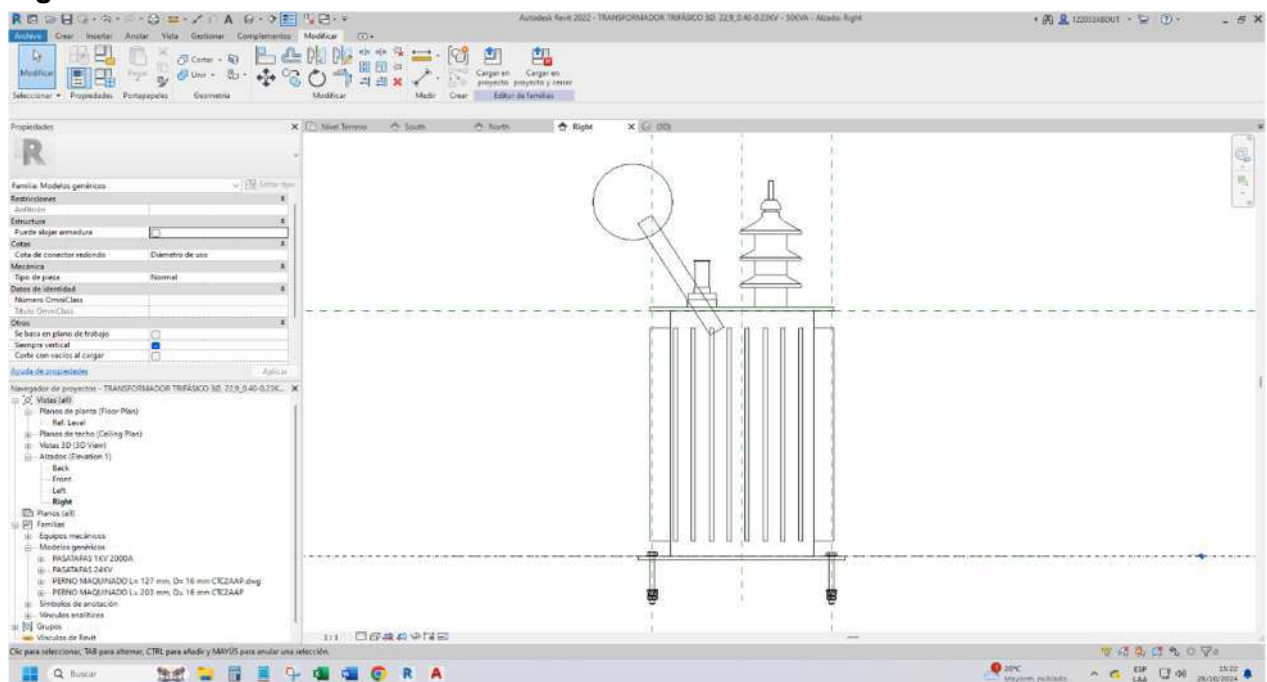 Autodesk Revit 2022 - TRANSFORMADOR TRIFÁSICO 3Ø, 22,9_0.40-0.23KV - 50KVA - Alzado: Right
Archivo Crear Insertar Anotar Vista Gestionar Complementos Modificar
Modificar Pegar Cortar Unir Cargar en proyecto Cargar en proyecto y cerrar
Seleccionar Propiedades Portapapeles Geometría Modificar Medir Crear Editor de familias
Propiedades Nivel Terreno South North Right {3D}
Familia: Modelos genéricos Editar tipo
Restricciones
Anfitrión
Estructura
Puede alojar armadura
Cotas
Cota de conector redondo Diámetro de uso
Mecánica
Tipo de pieza Normal
Datos de identidad
Número OmniClass
Título OmniClass
Otros
Se basa en plano de trabajo
Siempre vertical
Corte con vacíos al cargar
Ayuda de propiedades Aplicar
Navegador de proyectos - TRANSFORMADOR TRIFÁSICO 3Ø, 22,9_0.40-0.23K...
Vistas (all)
Planos de planta (Floor Plan)
Ref. Level
Planos de techo (Ceiling Plan)
Vistas 3D (3D View)
Alzados (Elevation 1)
Back
Front
Left
Right
Planos (all)
Familias
Equipos mecánicos
Modelos genéricos
PASATAPAS 1KV 2000A
PASATAPAS 24KV
PERNO MAQUINADO L= 127 mm, D= 16 mm CTC2AAP.dwg
PERNO MAQUINADO L= 203 mm, D= 16 mm CTC2AAP
Símbolos de anotación
Vínculos analíticos
Grupos
Vínculos de Revit
1 : 1
Clic para seleccionar, TAB para alternar, CTRL para añadir y MAYÚS para anular una selección.
Buscar
20°C
Mayorm. nublado
ESP
LAA
15:22
28/10/2024